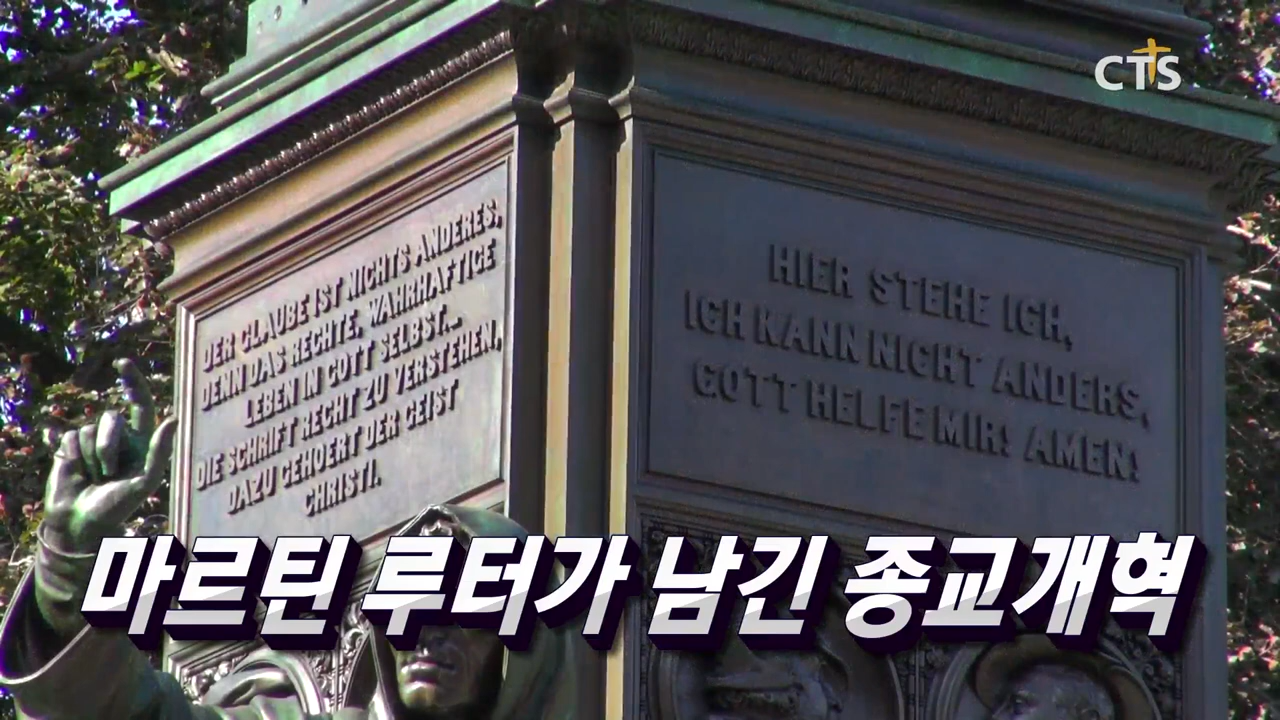 CTS
DER GLAUBE IST NICHTS ANDERES,
DENN DAS RECHTE, WAHRHAFTIGE
LEBEN IN GOTT SELBST...
DIE SCHRIFT RECHT ZU VERSTEHEN,
DAZU GEHOERT DER GEIST
CHRISTI.
HIER STEHE ICH,
ICH KANN NICHT ANDERS,
GOTT HELFE MIR! AMEN!
마르틴 루터가 남긴 종교개혁